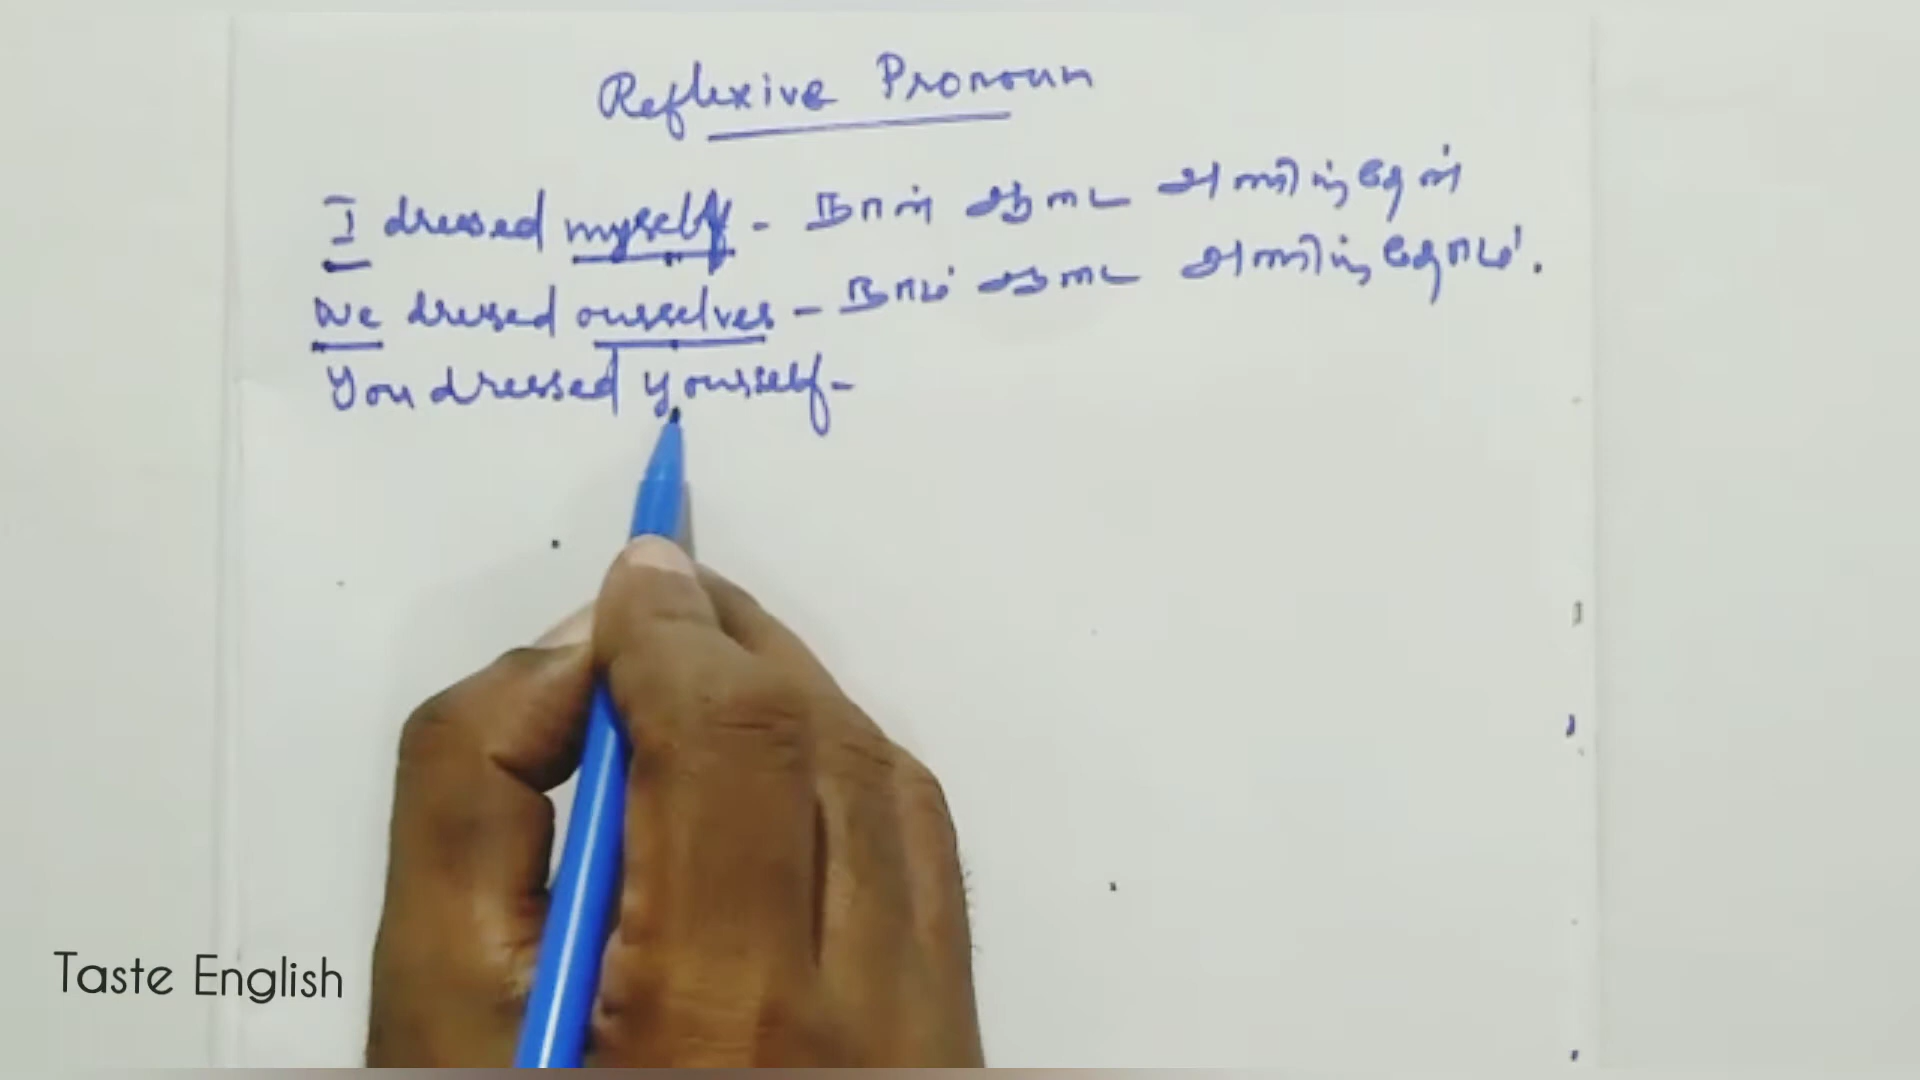 Reflexive Pronoun
I dressed myself - நான் ஆடை அணிந்தேன்
We dressed ourselves - நாம் ஆடை அணிந்தோம்.
You dressed yourself -
Taste English